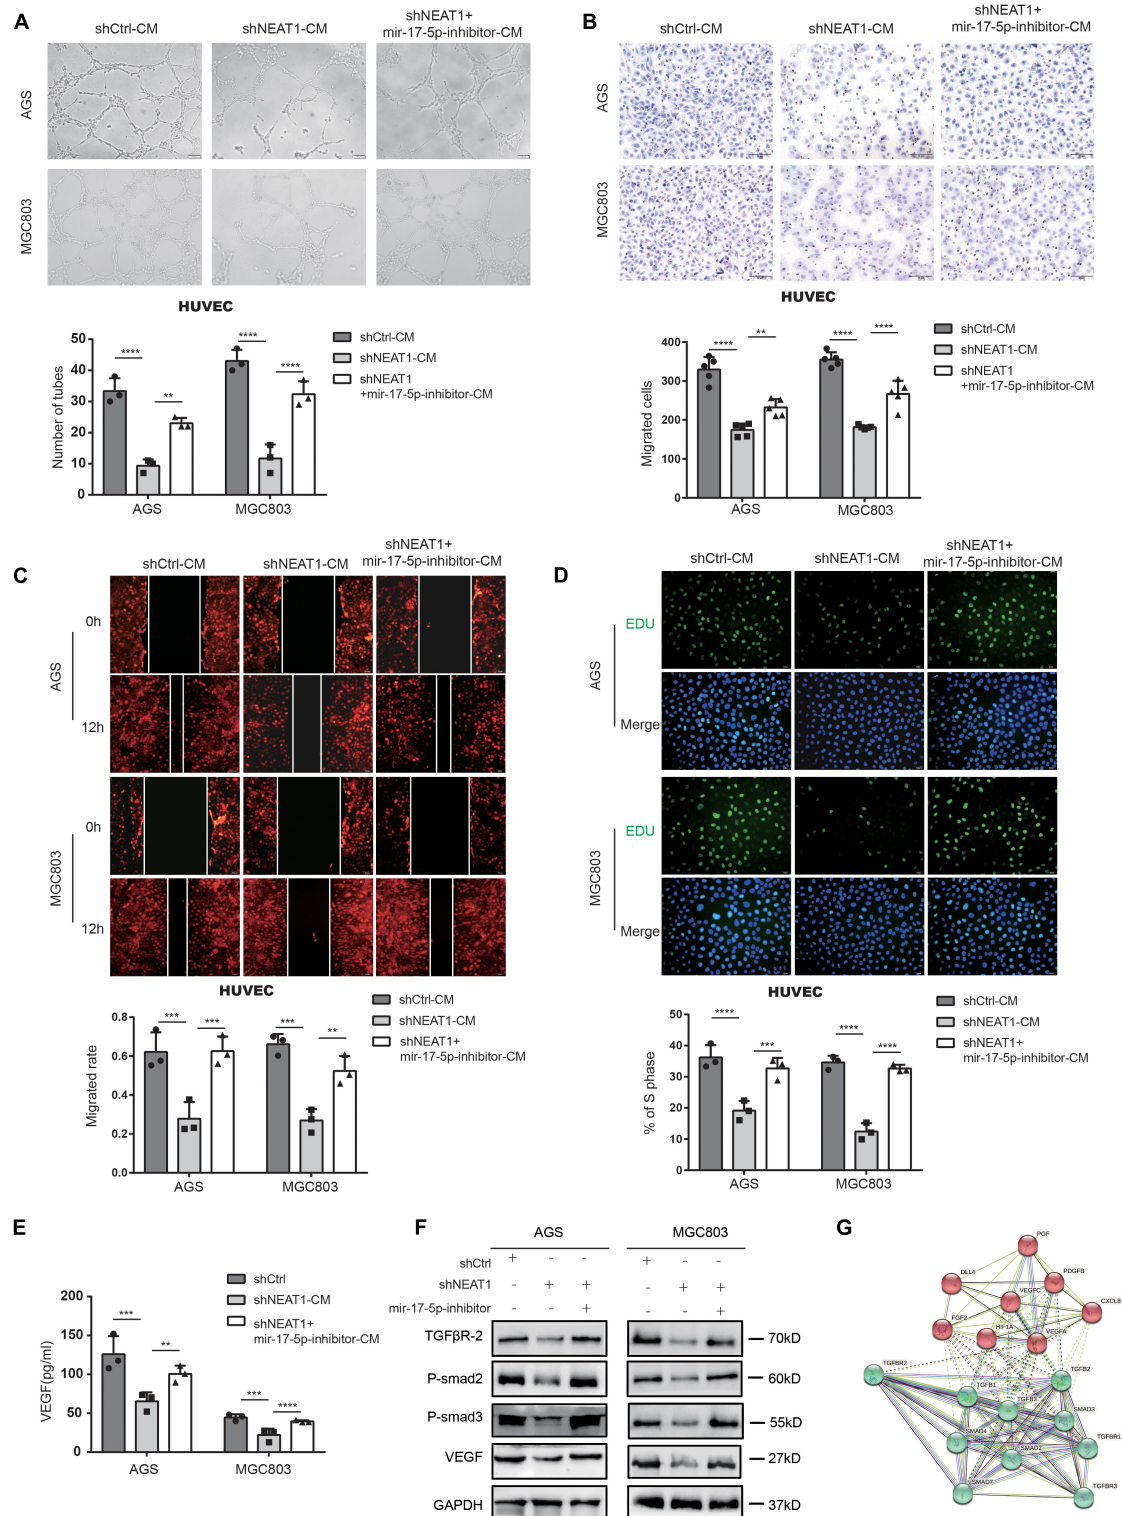 A
shCtrl-CM
shNEAT1-CM
shNEAT1+
mir-17-5p-inhibitor-CM
AGS
MGC803
HUVEC
Number of tubes
50
40
30
20
10
0
****
**
****
****
AGS
MGC803
shCtrl-CM
shNEAT1-CM
shNEAT1
+mir-17-5p-inhibitor-CM
B
shCtrl-CM
shNEAT1-CM
shNEAT1+
mir-17-5p-inhibitor-CM
AGS
MGC803
HUVEC
Migrated cells
400
300
200
100
0
****
**
****
****
AGS
MGC803
shCtrl-CM
shNEAT1-CM
shNEAT1
+mir-17-5p-inhibitor-CM
C
shCtrl-CM
shNEAT1-CM
shNEAT1+
mir-17-5p-inhibitor-CM
0h
AGS
12h
0h
MGC803
12h
HUVEC
Migrated rate
0.8
0.6
0.4
0.2
0.0
***
***
***
**
AGS
MGC803
shCtrl-CM
shNEAT1-CM
shNEAT1+
mir-17-5p-inhibitor-CM
D
shCtrl-CM
shNEAT1-CM
shNEAT1+
mir-17-5p-inhibitor-CM
EDU
AGS
Merge
EDU
MGC803
Merge
HUVEC
% of S phase
50
40
30
20
10
0
****
***
****
****
AGS
MGC803
shCtrl-CM
shNEAT1-CM
shNEAT1+
mir-17-5p-inhibitor-CM
E
VEGF(pg/ml)
200
150
100
50
0
***
**
***
****
AGS
MGC803
shCtrl
shNEAT1-CM
shNEAT1+
mir-17-5p-inhibitor-CM
F
AGS
MGC803
shCtrl + - - + - -
shNEAT1 - + + - + +
mir-17-5p-inhibitor - - + - - +
TGFβR-2 70kD
P-smad2 60kD
P-smad3 55kD
VEGF 27kD
GAPDH 37kD
G
PGF
DLL4
PDGFB
VEGFC
CXCL8
FGF2
HIF1A
VEGFA
TGFBR2
TGFB2
TGFB1
TGFB3
SMAD3
SMAD4
SMAD2
TGFBR1
SMAD7
TGFBR3